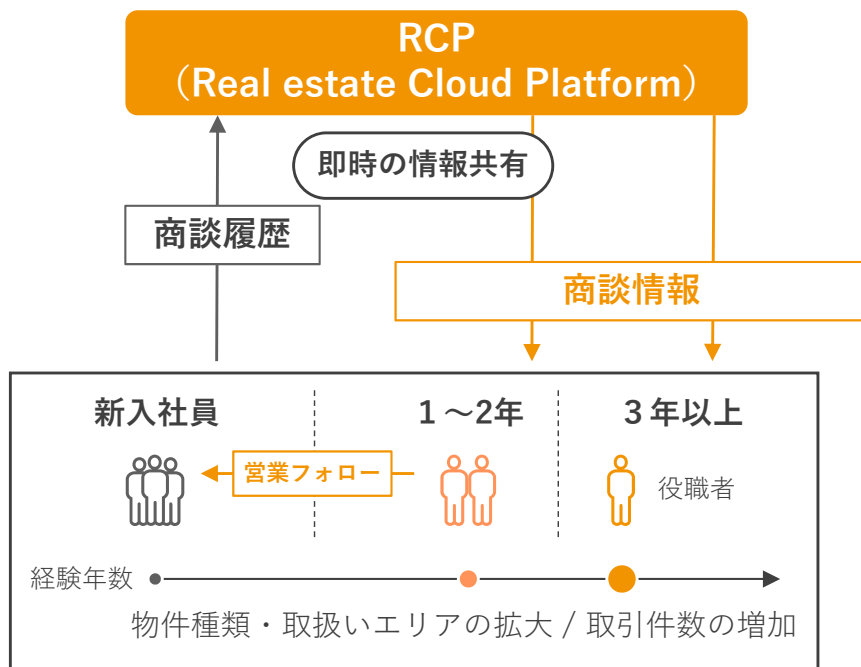 RCP
（Real estate Cloud Platform）
即時の情報共有
商談履歴
商談情報
新入社員
1～2年
３年以上
営業フォロー
役職者
経験年数
物件種類・取扱いエリアの拡大 / 取引件数の増加